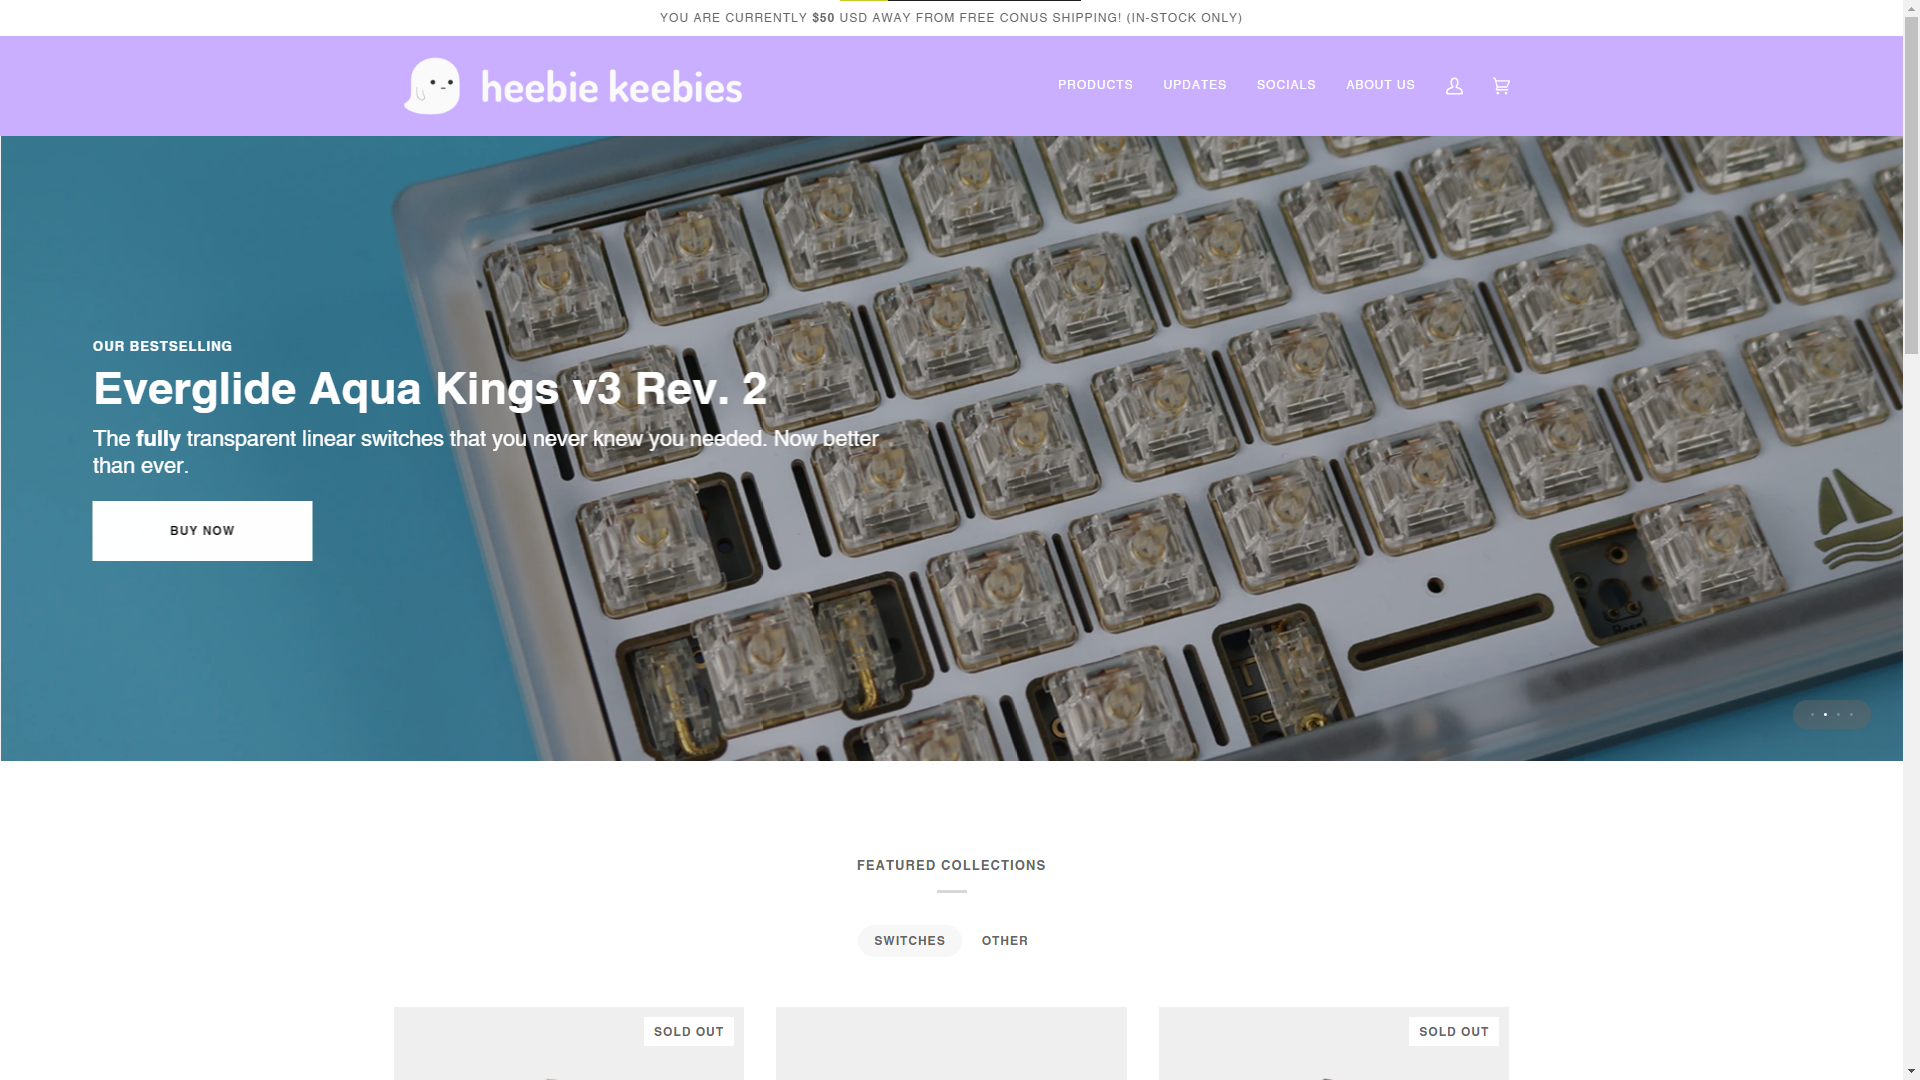 YOU ARE CURRENTLY $50 USD AWAY FROM FREE CONUS SHIPPING! (IN-STOCK ONLY)
heebie keebies
PRODUCTS UPDATES SOCIALS ABOUT US
OUR BESTSELLING
Everglide Aqua Kings v3 Rev. 2
The fully transparent linear switches that you never knew you needed. Now better
than ever.
BUY NOW
Reset
FEATURED COLLECTIONS
SWITCHES OTHER
SOLD OUT SOLD OUT